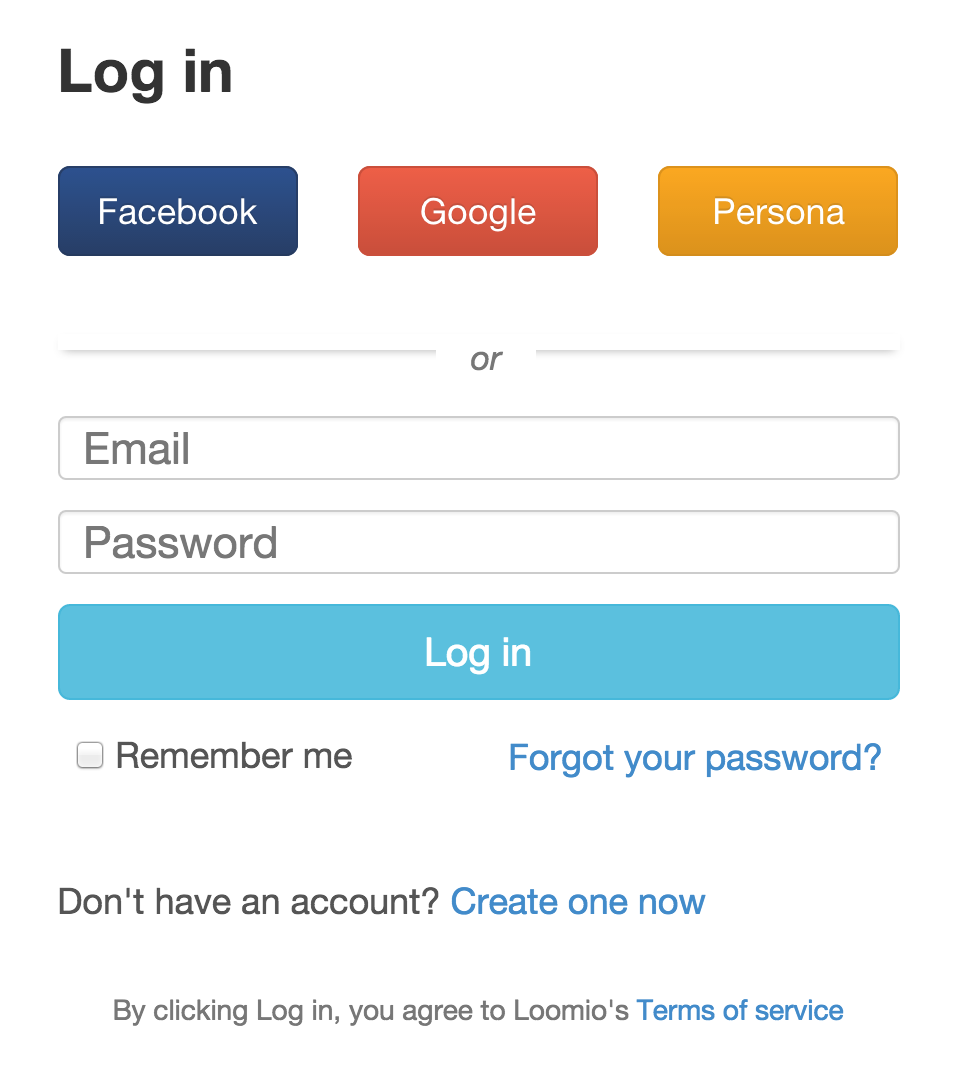 Log in
Facebook Google Persona
or
Email
Password
Log in
Remember me Forgot your password?
Don't have an account? Create one now
By clicking Log in, you agree to Loomio's Terms of service